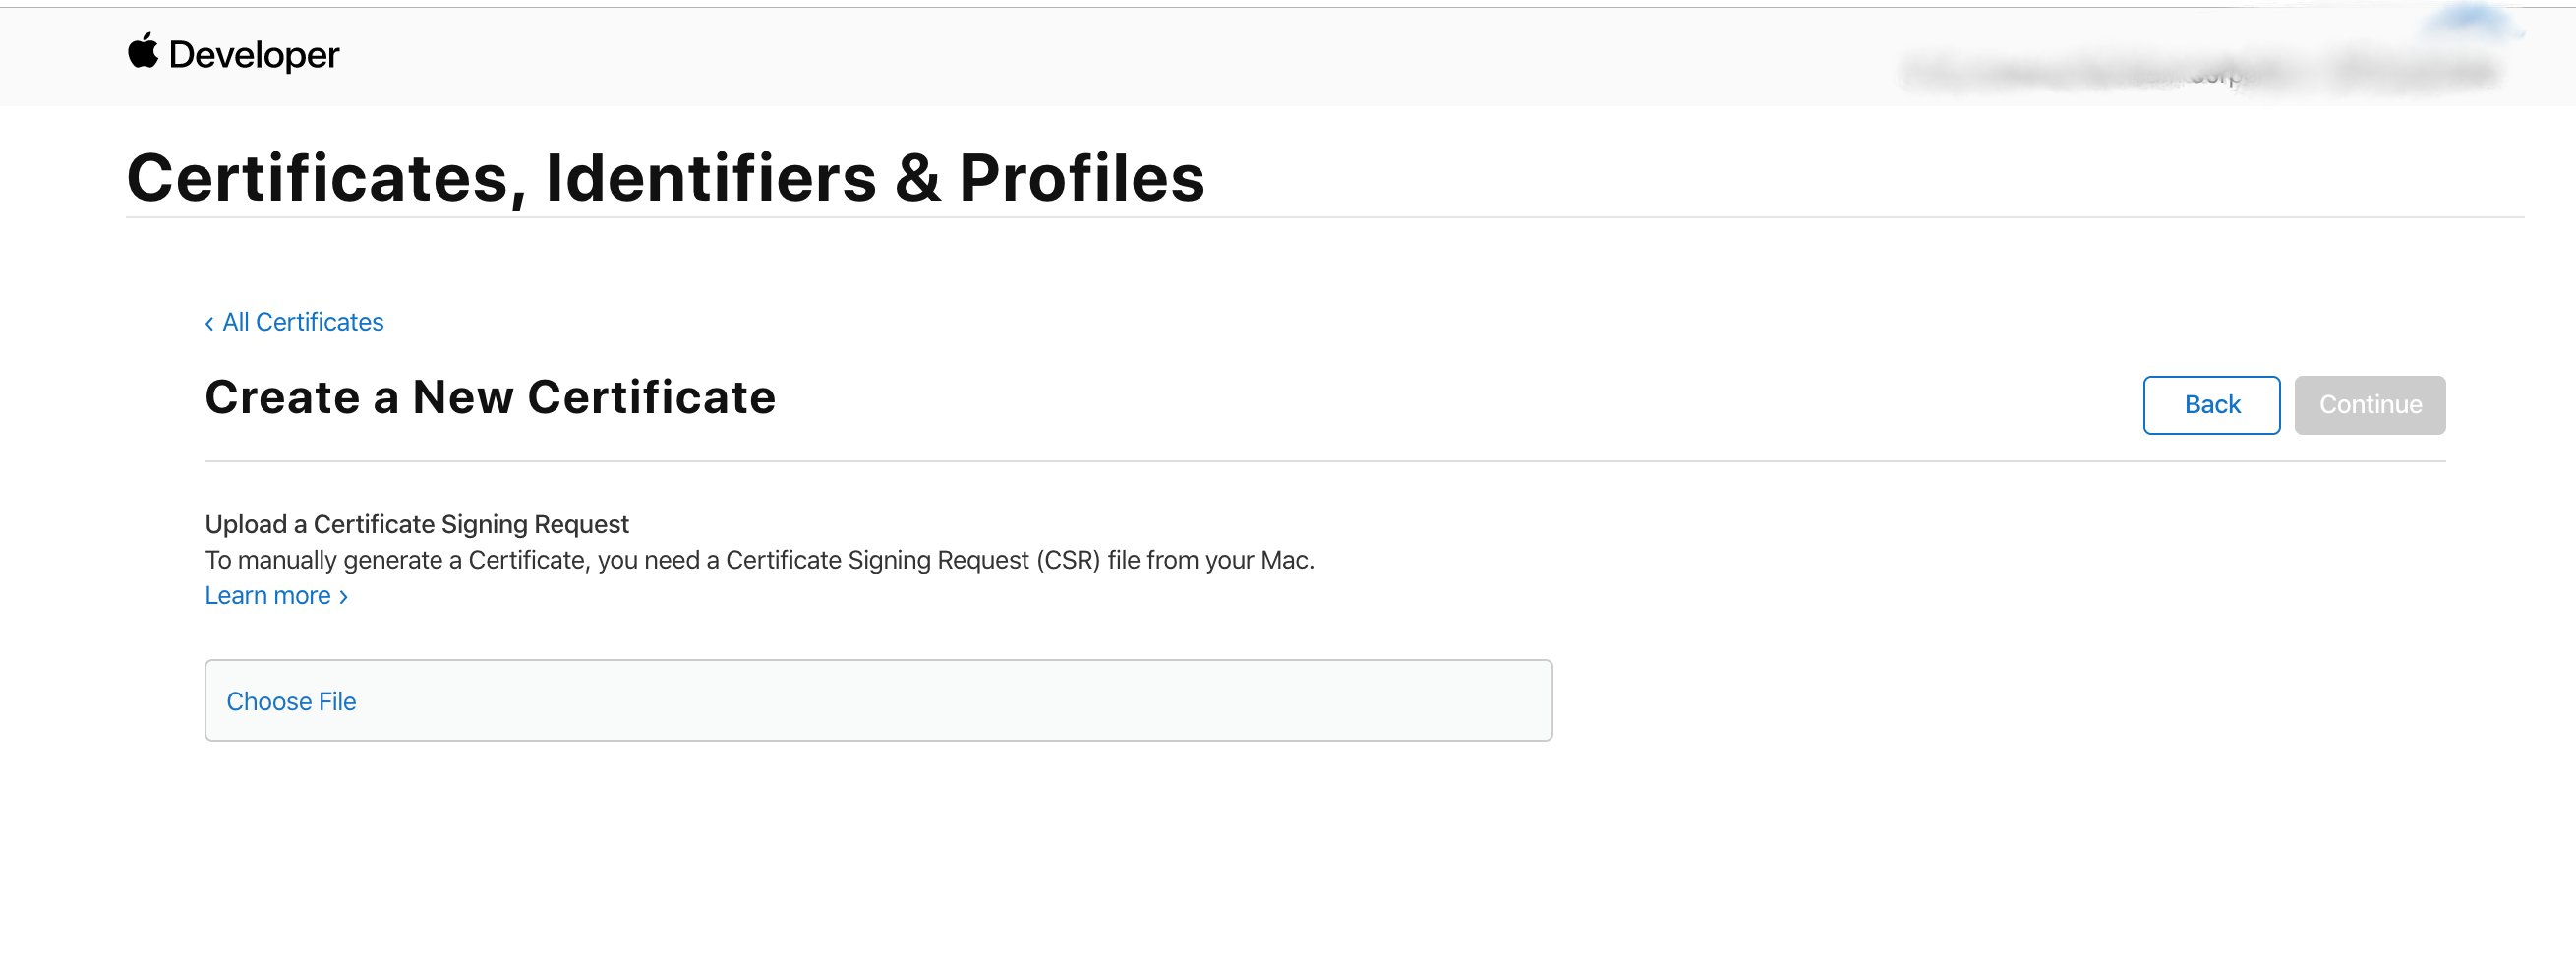 Developer
Certificates, Identifiers & Profiles
‹ All Certificates
Create a New Certificate
Back
Continue
Upload a Certificate Signing Request
To manually generate a Certificate, you need a Certificate Signing Request (CSR) file from your Mac.
Learn more ›
Choose File